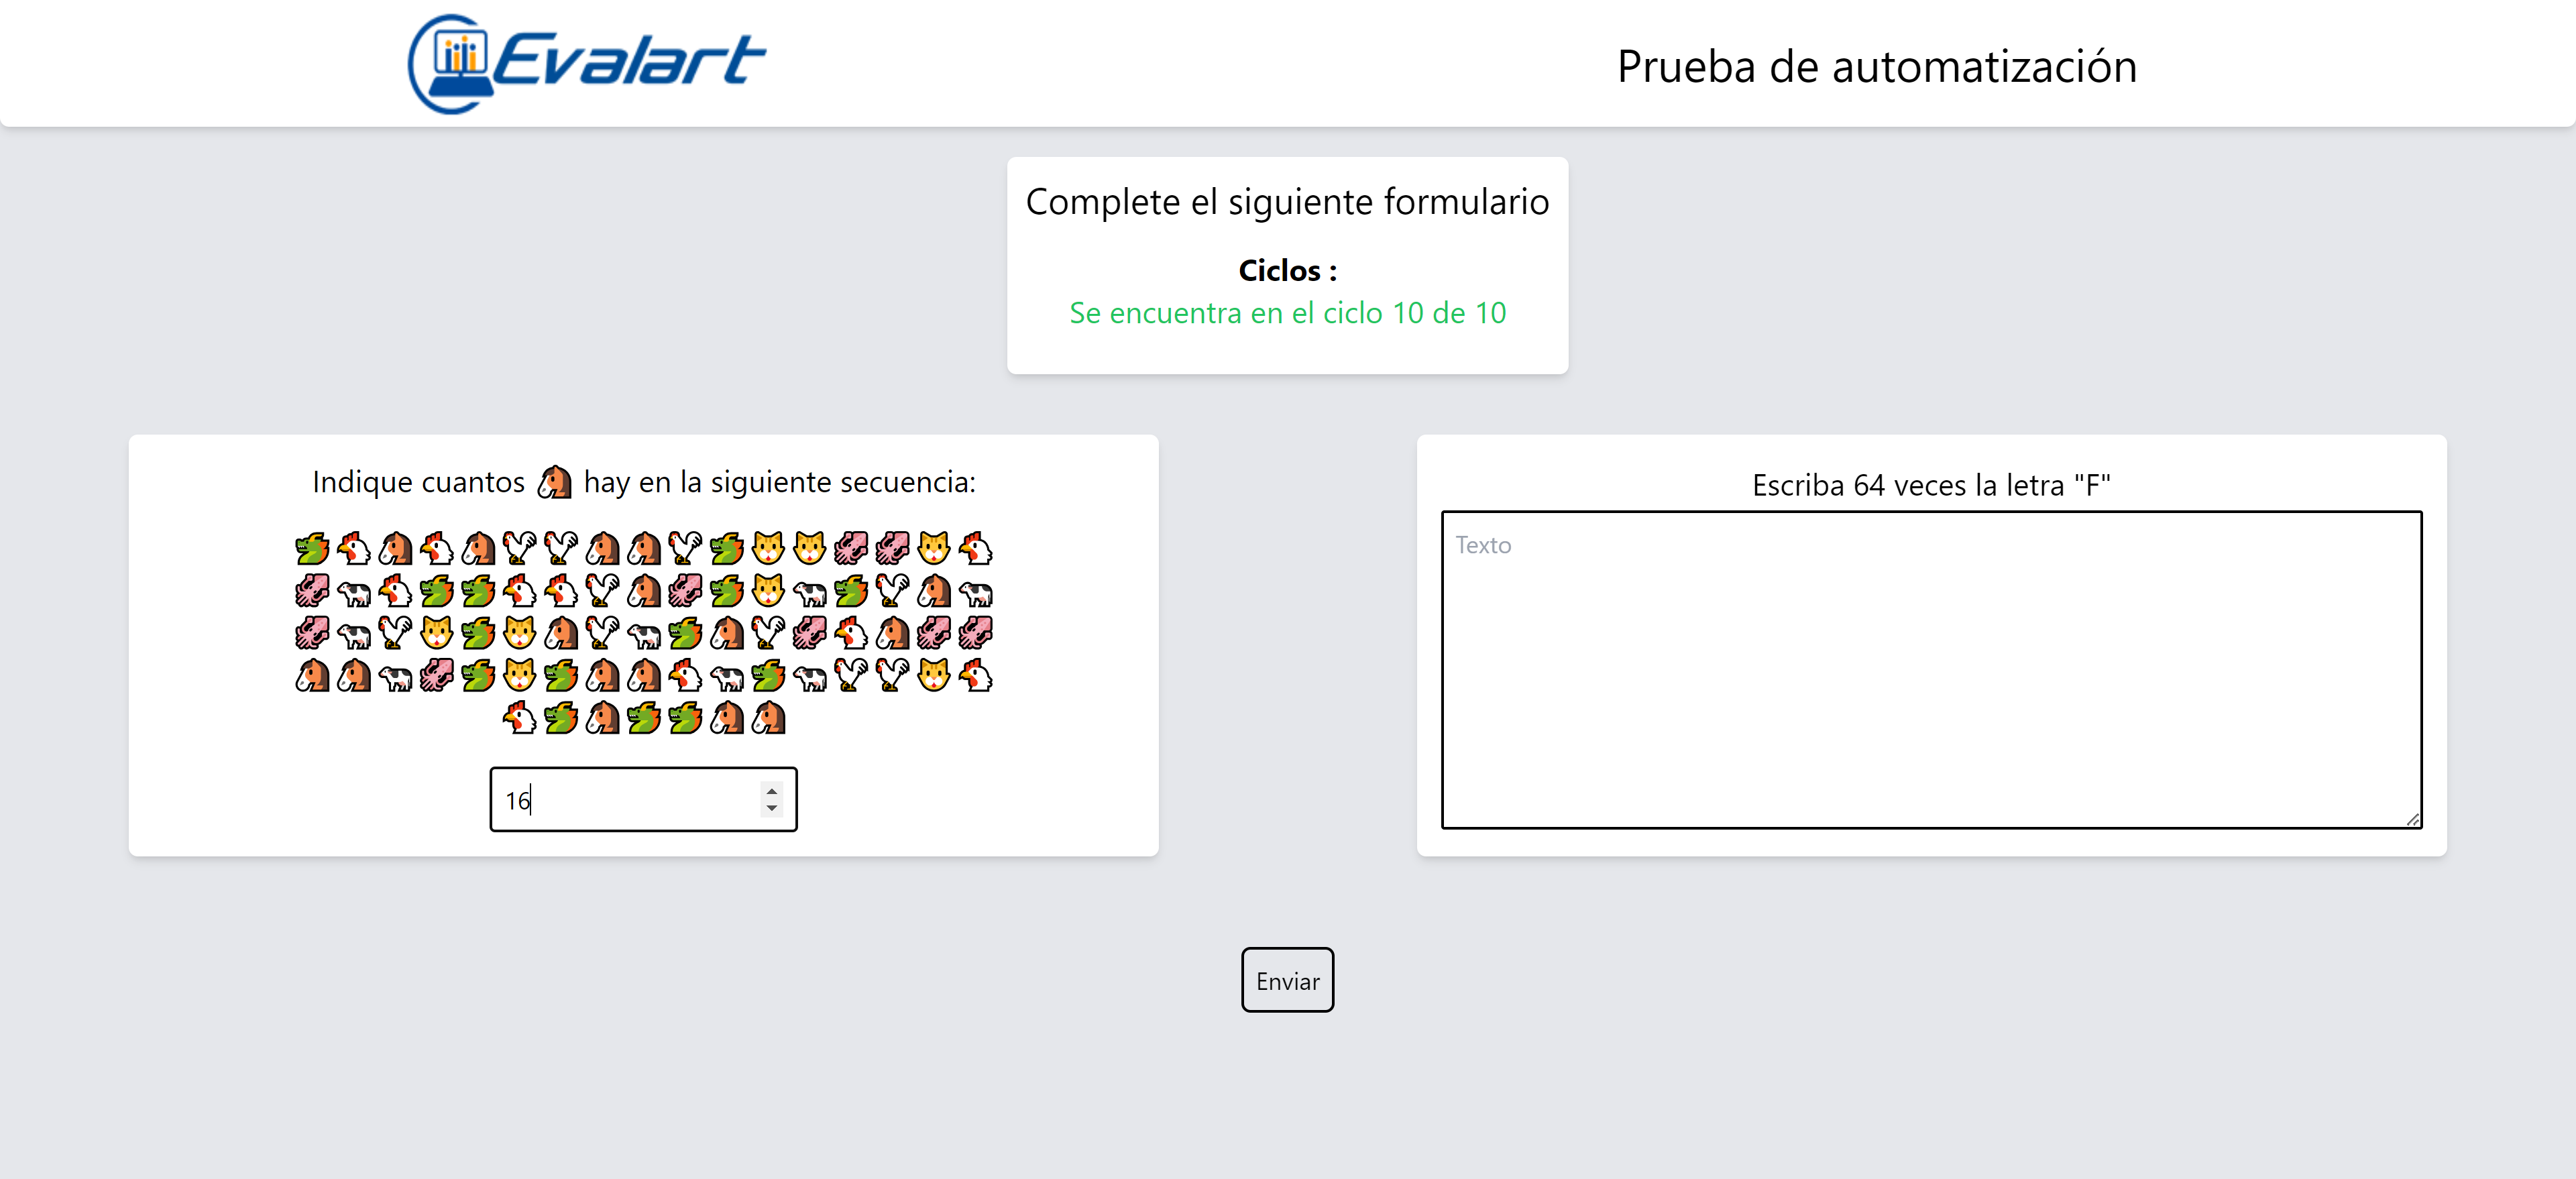 Evalart
Prueba de automatización
Complete el siguiente formulario
Ciclos :
Se encuentra en el ciclo 10 de 10
Indique cuantos 🐴 hay en la siguiente secuencia:
16
Escriba 64 veces la letra "F"
Texto
Enviar